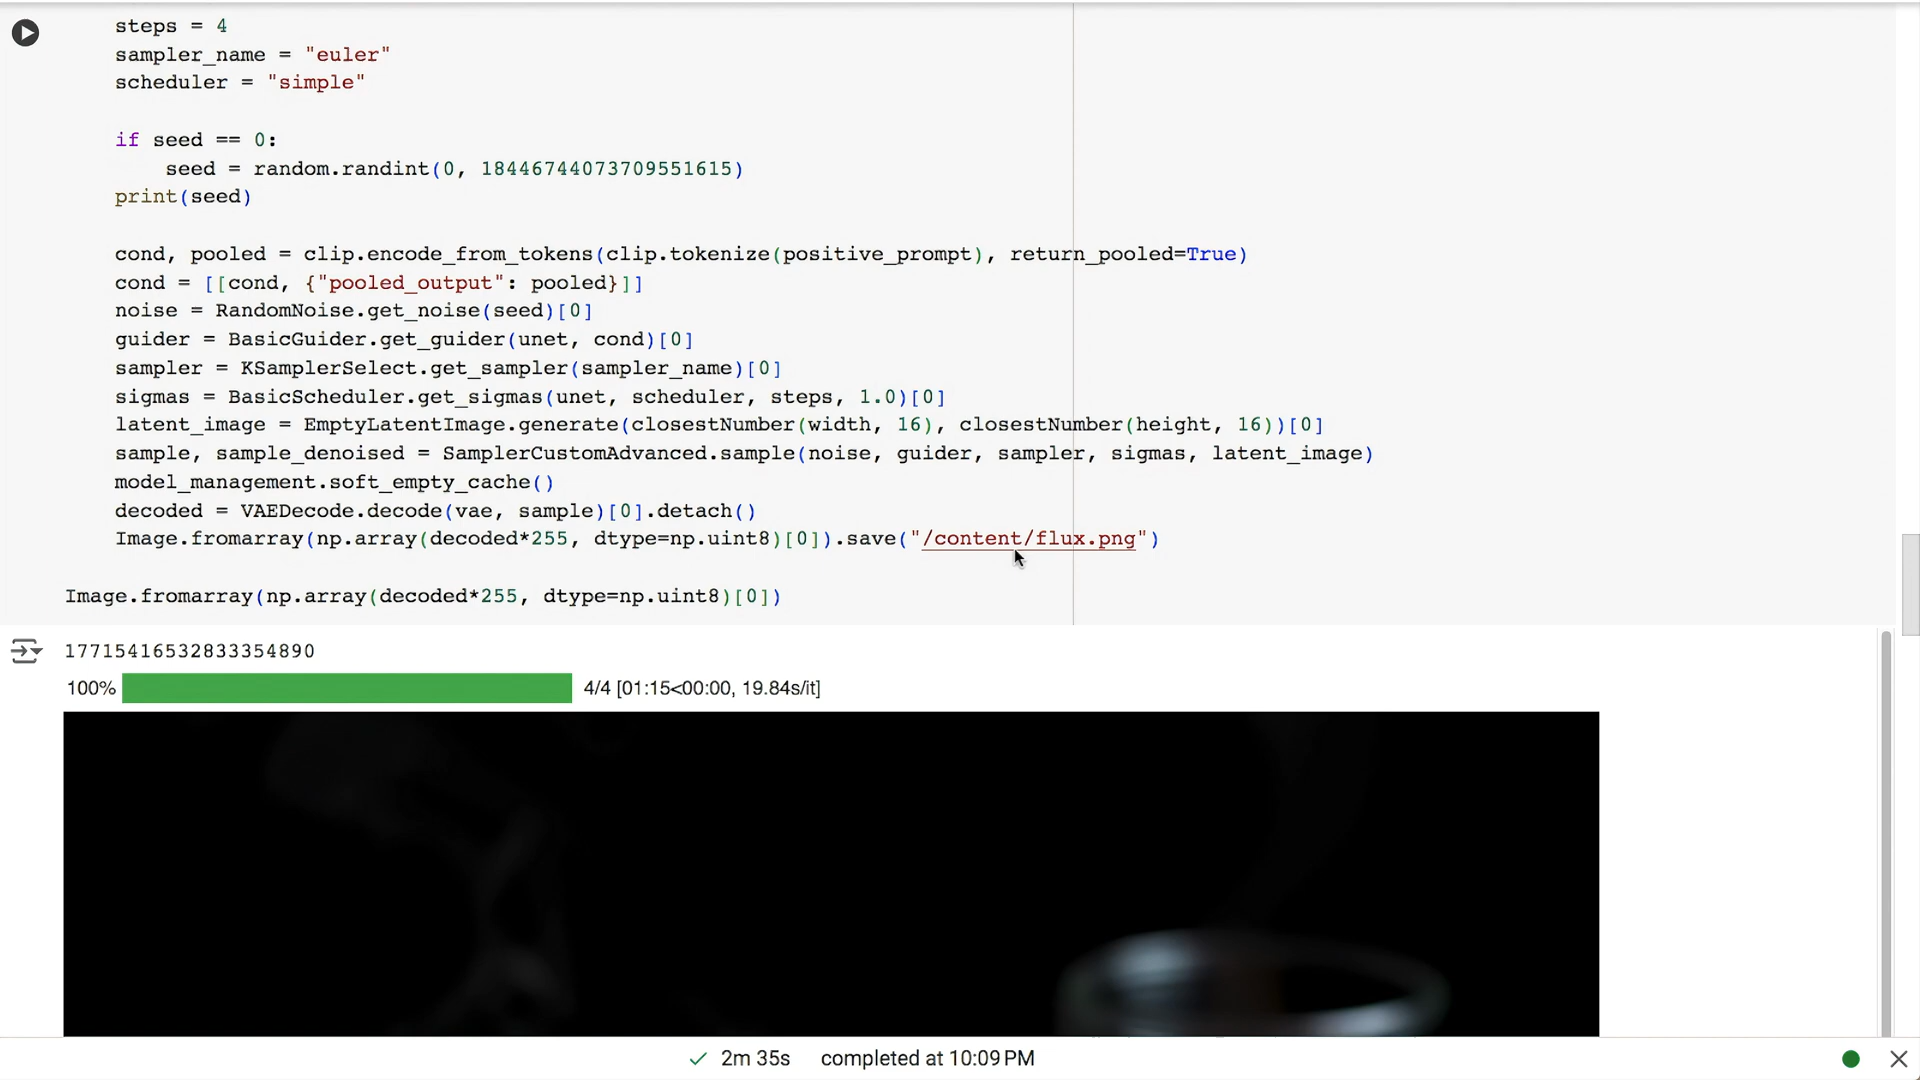 steps = 4
sampler_name = "euler"
scheduler = "simple"
if seed == 0:
seed = random.randint(0, 18446744073709551615)
print(seed)
cond, pooled = clip.encode_from_tokens(clip.tokenize(positive_prompt), return_pooled=True)
cond = [[cond, {"pooled_output": pooled}]]
noise = RandomNoise.get_noise(seed)[0]
guider = BasicGuider.get_guider(unet, cond)[0]
sampler = KSamplerSelect.get_sampler(sampler_name)[0]
sigmas = BasicScheduler.get_sigmas(unet, scheduler, steps, 1.0)[0]
latent_image = EmptyLatentImage.generate(closestNumber(width, 16), closestNumber(height, 16))[0]
sample, sample_denoised = SamplerCustomAdvanced.sample(noise, guider, sampler, sigmas, latent_image)
model_management.soft_empty_cache()
decoded = VAEDecode.decode(vae, sample)[0].detach()
Image.fromarray(np.array(decoded*255, dtype=np.uint8)[0]).save("/content/flux.png")
Image.fromarray(np.array(decoded*255, dtype=np.uint8)[0])
17715416532833354890
100% 4/4 [01:15<00:00, 19.84s/it]
2m 35s completed at 10:09 PM